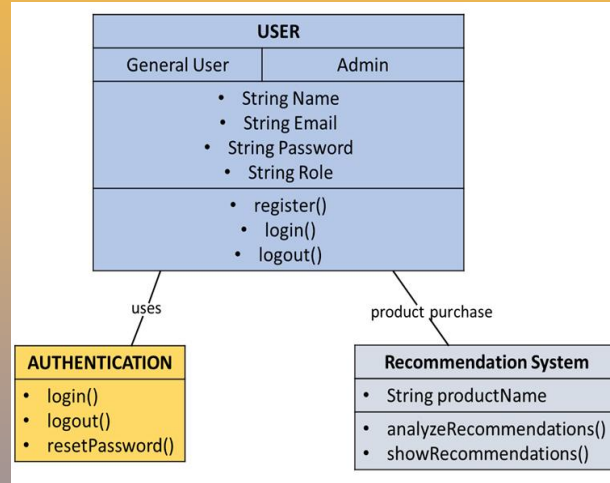 USER
General User Admin
• String Name
• String Email
• String Password
• String Role
• register()
• login()
• logout()
uses
product purchase
AUTHENTICATION
• login()
• logout()
• resetPassword()
Recommendation System
• String productName
• analyzeRecommendations()
• showRecommendations()